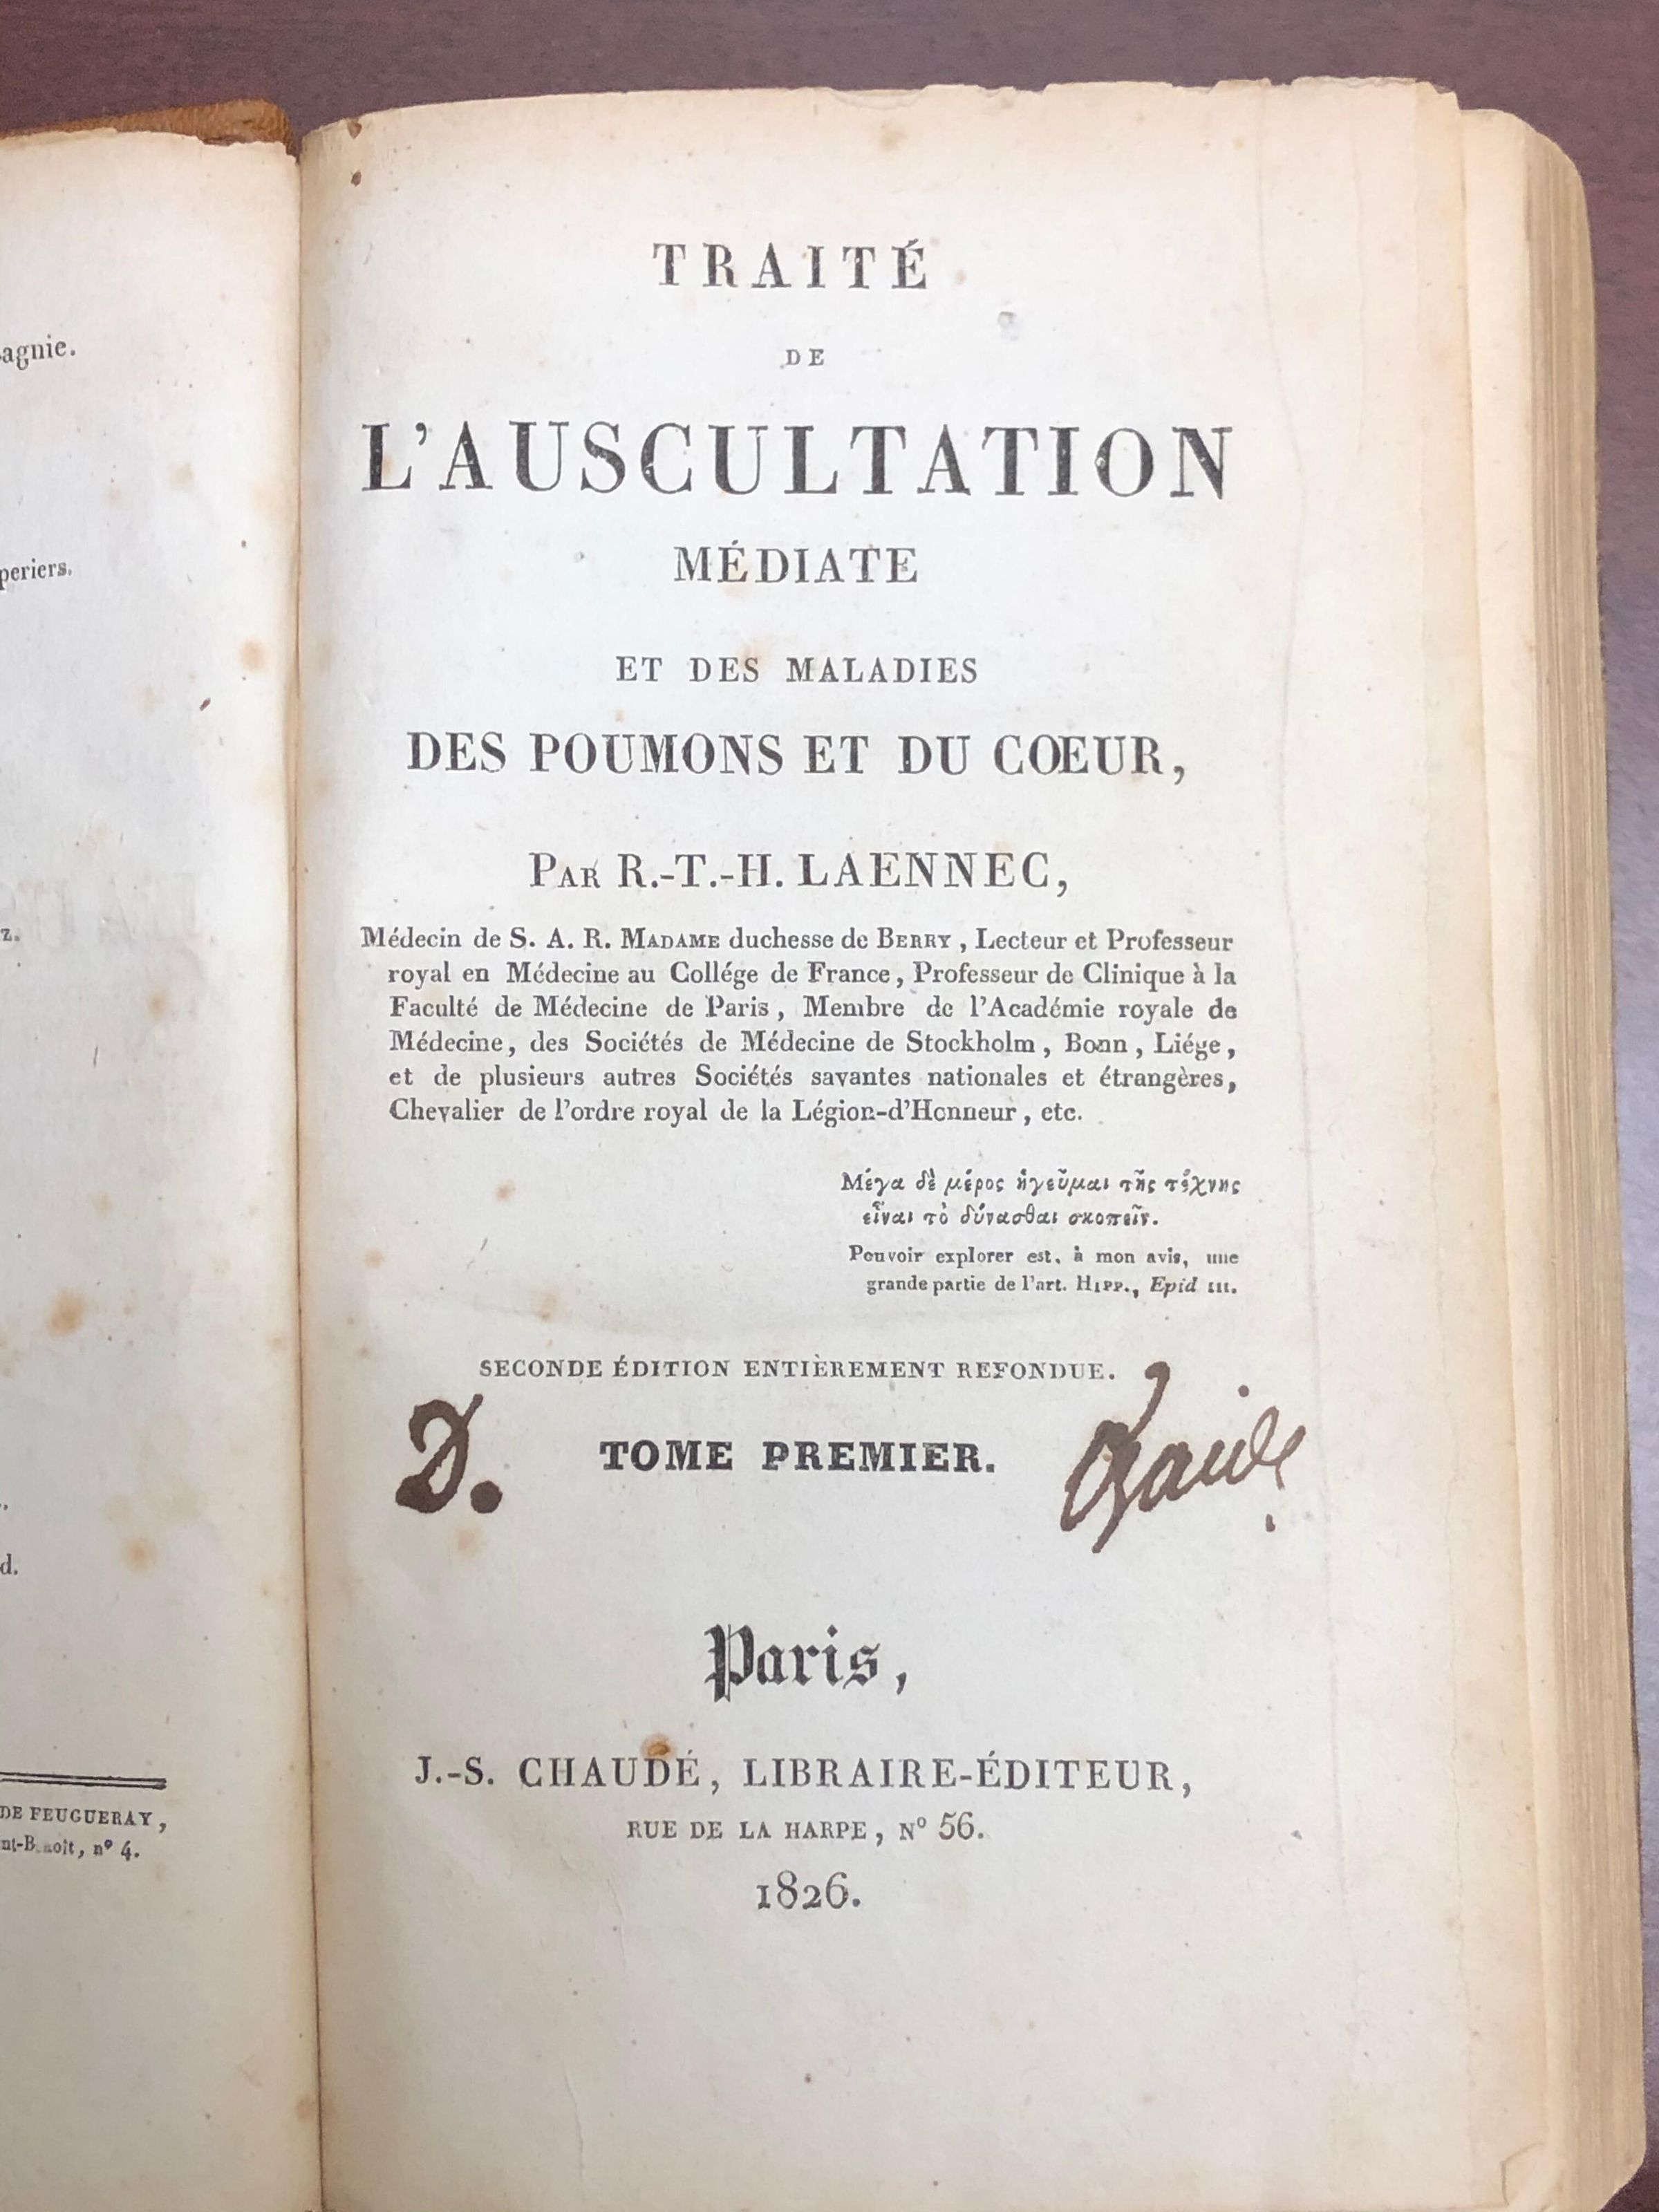 agnie.
periers.
z.
d.
DE FEUGUERAY,
nt-Benoît, nº 4.
TRAITÉ
DE
L'AUSCULTATION
MÉDIATE
ET DES MALADIES
DES POUMONS ET DU CŒUR,
PAR R.-T.-H. LAENNEC,
Médecin de S. A. R. MADAME duchesse de BERRY, Lecteur et Professeur
royal en Médecine au Collége de France, Professeur de Clinique à la
Faculté de Médecine de Paris, Membre de l'Académie royale de
Médecine, des Sociétés de Médecine de Stockholm, Bonn, Liége,
et de plusieurs autres Sociétés savantes nationales et étrangères,
Chevalier de l'ordre royal de la Légion-d'Honneur, etc.
Μέγα δὲ μέρος ἡγεῦμαι τῆς τέχνης
εἶναι τὸ δύνασθαι σκοπεῖν.
Pouvoir explorer est, à mon avis, une
grande partie de l'art. HIPP., Epid III.
SECONDE ÉDITION ENTIÈREMENT REFONDUE.
D. TOME PREMIER. Chaudé
Paris,
J.-S. CHAUDÉ, LIBRAIRE-ÉDITEUR,
RUE DE LA HARPE, Nº 56.
1826.